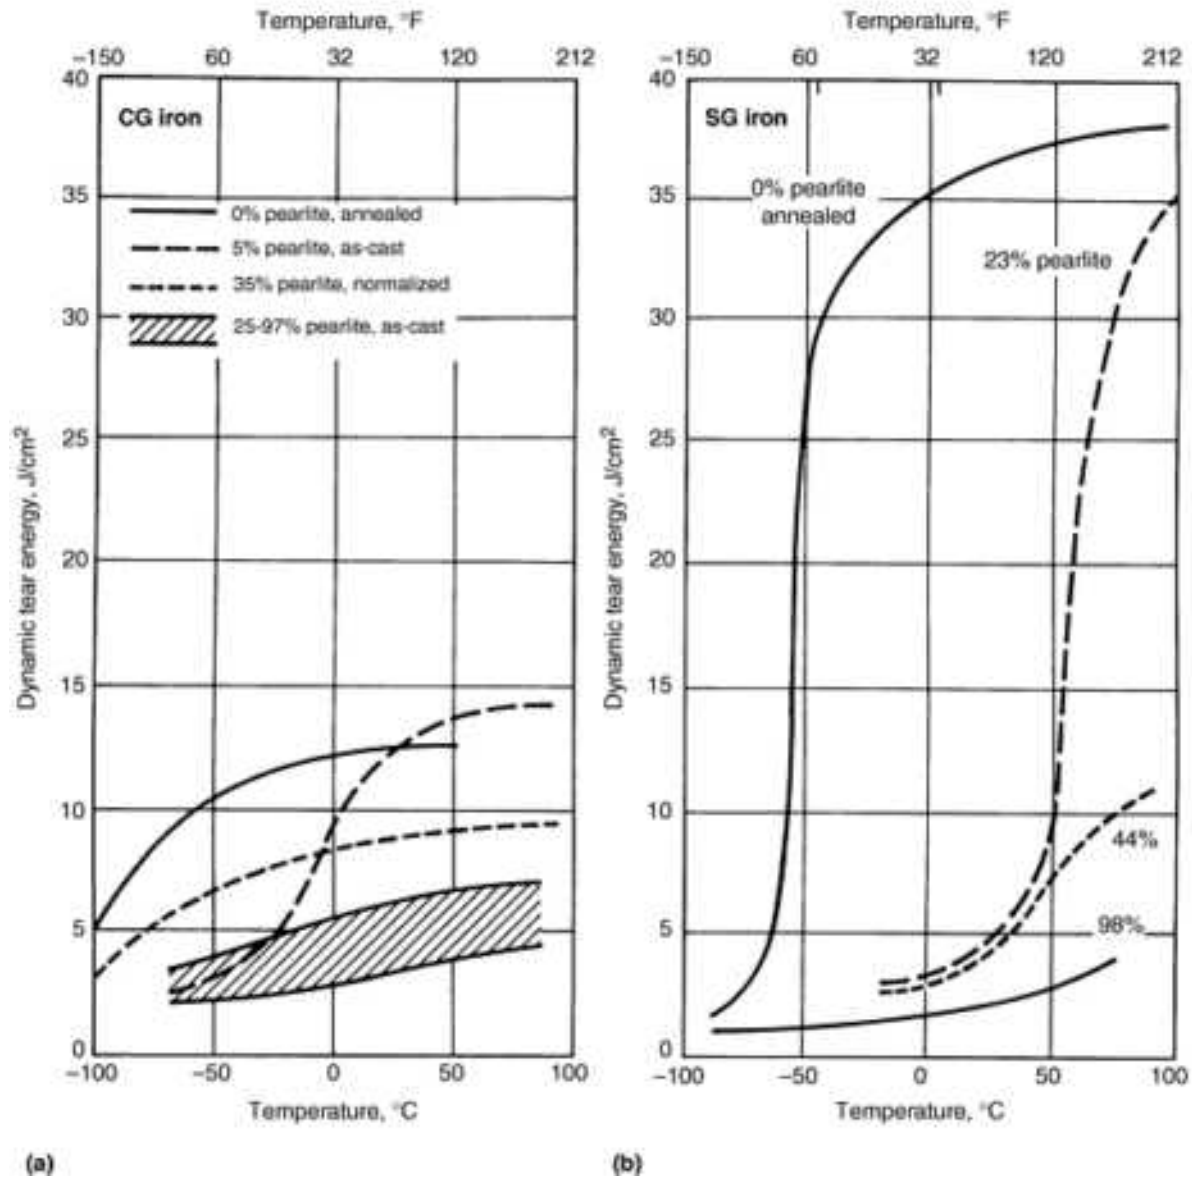 Temperature, °F
–150 60 32 120 212
40
CG iron
35
0% pearlite, annealed
5% pearlite, as-cast
35% pearlite, normalized
30
25-97% pearlite, as-cast
25
20
15
10
5
0
Dynamic tear energy, J/cm²
–100 –50 0 50 100
Temperature, °C
(a)
Temperature, °F
–150 60 32 120 212
40
SG iron
35
0% pearlite
annealed
23% pearlite
30
25
20
15
10
44%
5
98%
0
Dynamic tear energy, J/cm²
–100 –50 0 50 100
Temperature, °C
(b)